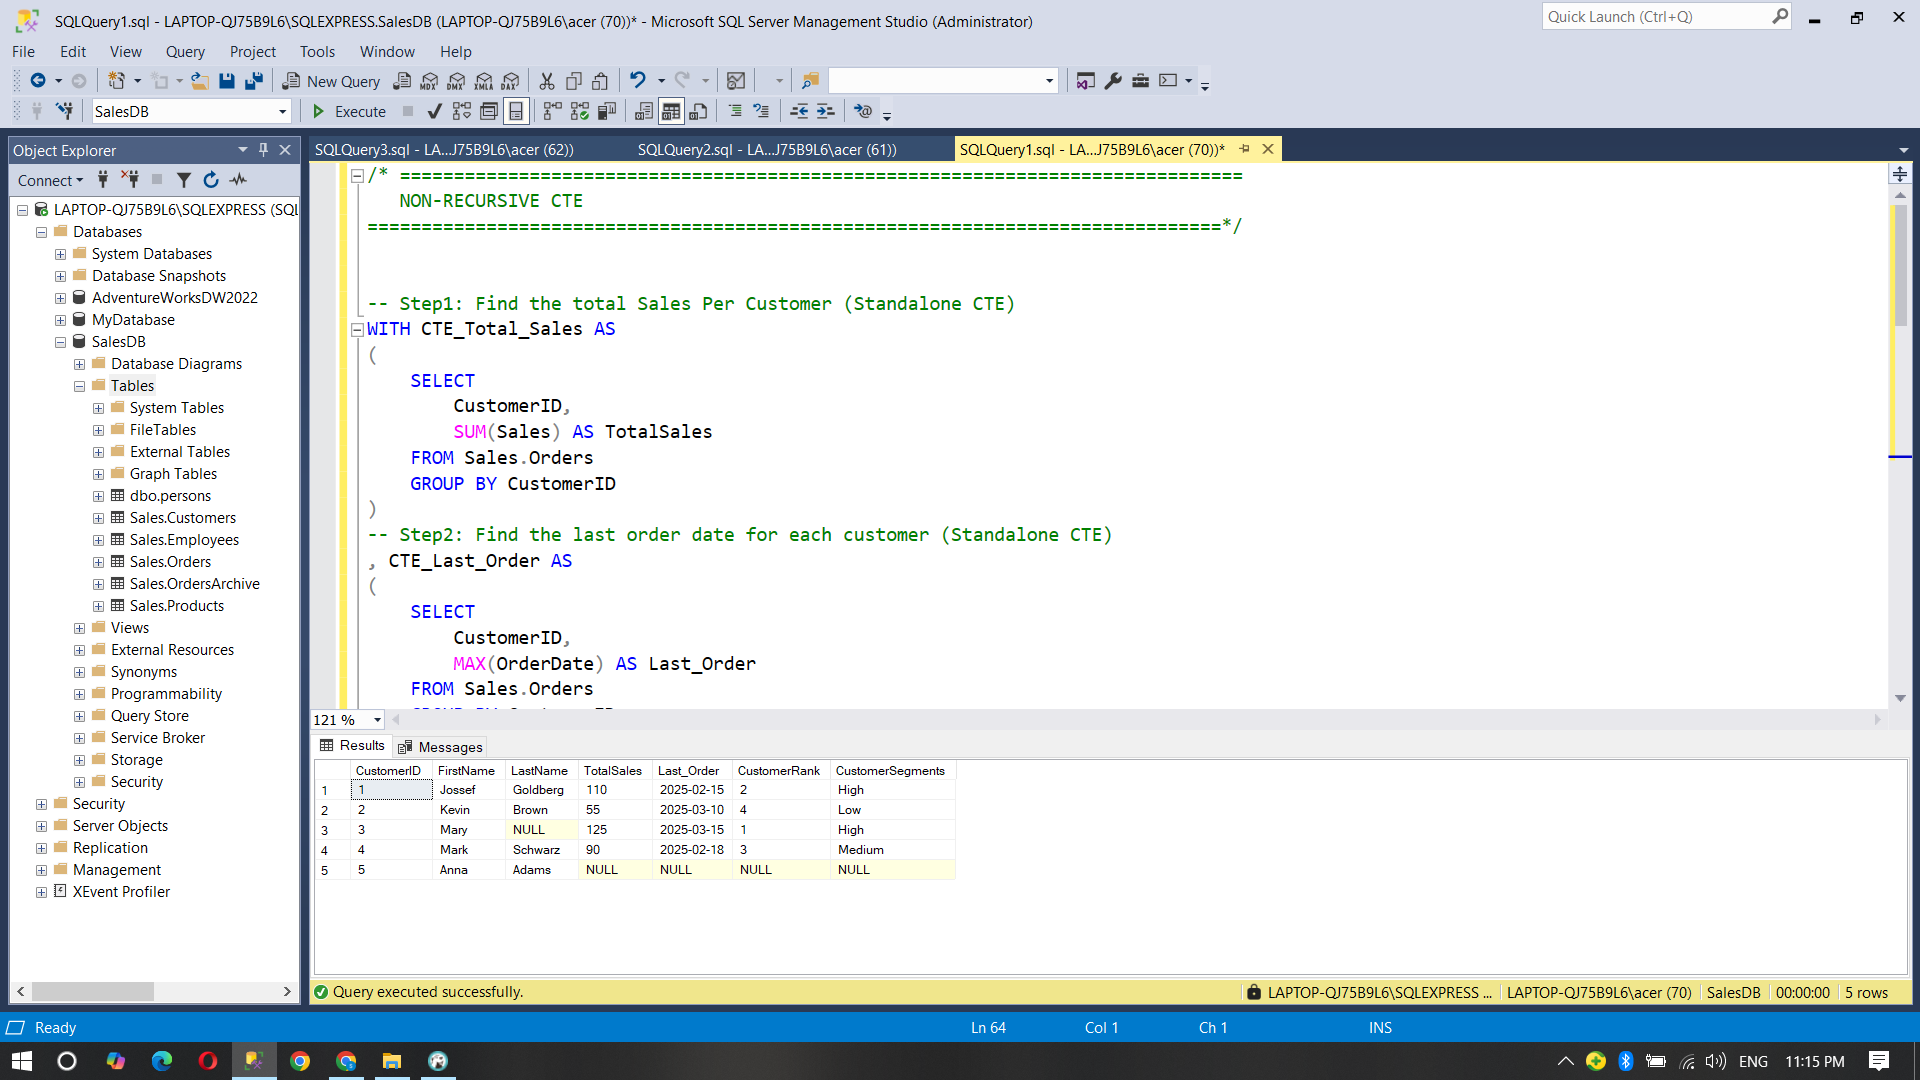 SQLQuery1.sql - LAPTOP-QJ75B9L6\SQLEXPRESS.SalesDB (LAPTOP-QJ75B9L6\acer (70))* - Microsoft SQL Server Management Studio (Administrator)
Quick Launch (Ctrl+Q)
File Edit View Query Project Tools Window Help
New Query MDX DMX XMLA DAX
SalesDB Execute
Object Explorer
SQLQuery3.sql - LA...J75B9L6\acer (62))
SQLQuery2.sql - LA...J75B9L6\acer (61))
SQLQuery1.sql - LA...J75B9L6\acer (70))*
Connect
LAPTOP-QJ75B9L6\SQLEXPRESS (SQL
Databases
System Databases
Database Snapshots
AdventureWorksDW2022
MyDatabase
SalesDB
Database Diagrams
Tables
System Tables
FileTables
External Tables
Graph Tables
dbo.persons
Sales.Customers
Sales.Employees
Sales.Orders
Sales.OrdersArchive
Sales.Products
Views
External Resources
Synonyms
Programmability
Query Store
Service Broker
Storage
Security
Security
Server Objects
Replication
Management
XEvent Profiler
/* ==============================================================================
NON-RECURSIVE CTE
===============================================================================*/
-- Step1: Find the total Sales Per Customer (Standalone CTE)
WITH CTE_Total_Sales AS
(
SELECT
CustomerID,
SUM(Sales) AS TotalSales
FROM Sales.Orders
GROUP BY CustomerID
)
-- Step2: Find the last order date for each customer (Standalone CTE)
, CTE_Last_Order AS
(
SELECT
CustomerID,
MAX(OrderDate) AS Last_Order
FROM Sales.Orders
121 %
Results Messages
CustomerID FirstName LastName TotalSales Last_Order CustomerRank CustomerSegments
1 1 Jossef Goldberg 110 2025-02-15 2 High
2 2 Kevin Brown 55 2025-03-10 4 Low
3 3 Mary NULL 125 2025-03-15 1 High
4 4 Mark Schwarz 90 2025-02-18 3 Medium
5 5 Anna Adams NULL NULL NULL NULL
Query executed successfully.
LAPTOP-QJ75B9L6\SQLEXPRESS ... LAPTOP-QJ75B9L6\acer (70) SalesDB 00:00:00 5 rows
Ready Ln 64 Col 1 Ch 1 INS
ENG 11:15 PM